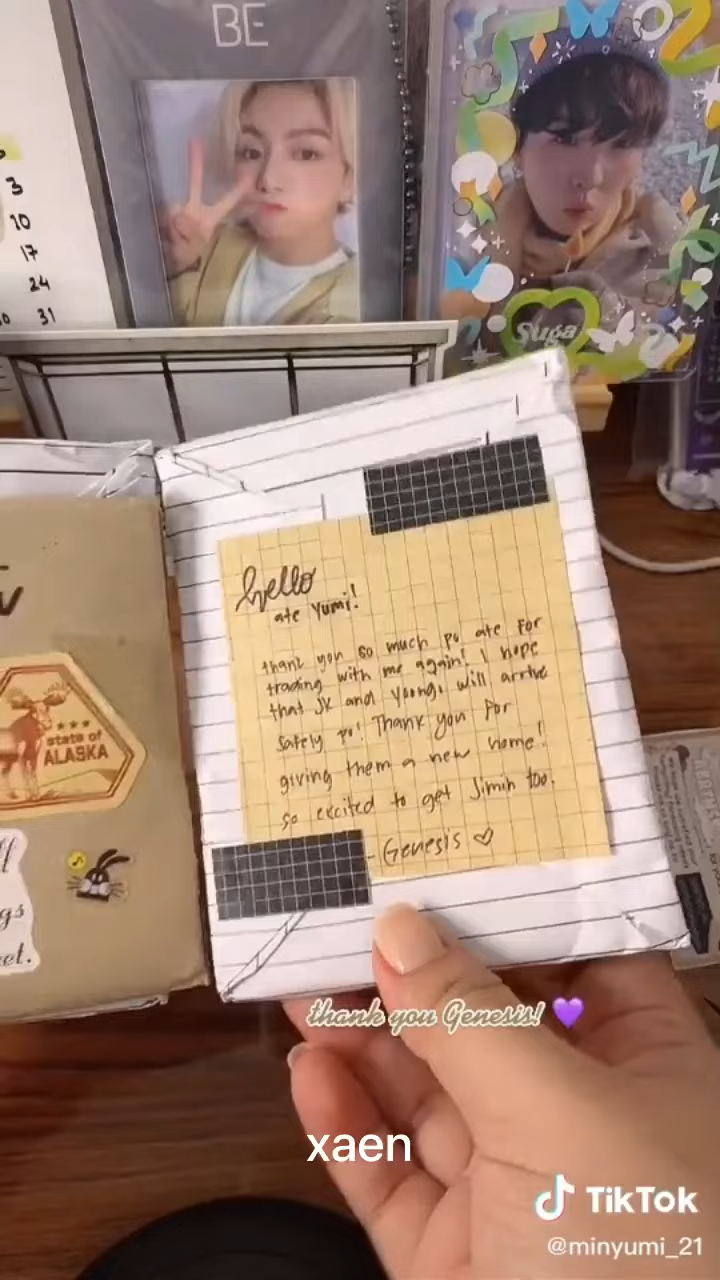 BE
3
10
17
24
31
Suga
hello
ate Yumi!
thank you so much po ate for
trading with me again! I hope
that JK and Yoongi will arrive
safely po! Thank you for
giving them a new home!
so excited to get Jimin too.
- Genesis ♡
state of
ALASKA
thank you Genesis! 💜
xaen
TikTok
@minyumi_21